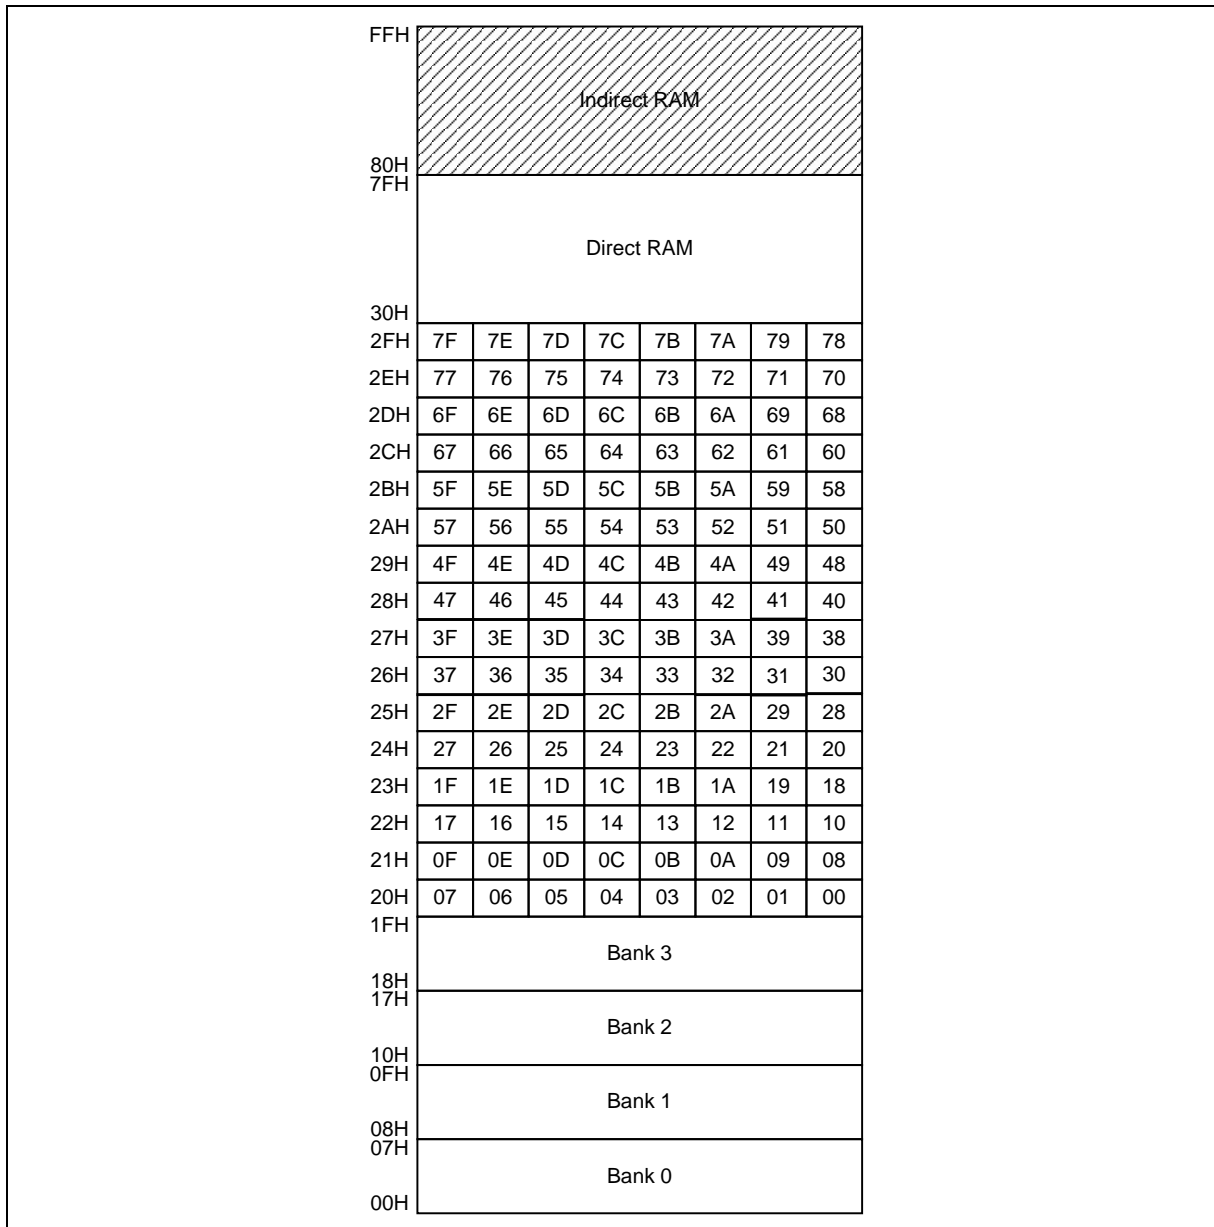 FFH
Indirect RAM
80H
7FH
Direct RAM
30H
2FH 7F 7E 7D 7C 7B 7A 79 78
2EH 77 76 75 74 73 72 71 70
2DH 6F 6E 6D 6C 6B 6A 69 68
2CH 67 66 65 64 63 62 61 60
2BH 5F 5E 5D 5C 5B 5A 59 58
2AH 57 56 55 54 53 52 51 50
29H 4F 4E 4D 4C 4B 4A 49 48
28H 47 46 45 44 43 42 41 40
27H 3F 3E 3D 3C 3B 3A 39 38
26H 37 36 35 34 33 32 31 30
25H 2F 2E 2D 2C 2B 2A 29 28
24H 27 26 25 24 23 22 21 20
23H 1F 1E 1D 1C 1B 1A 19 18
22H 17 16 15 14 13 12 11 10
21H 0F 0E 0D 0C 0B 0A 09 08
20H 07 06 05 04 03 02 01 00
1FH
Bank 3
18H
17H
Bank 2
10H
0FH
Bank 1
08H
07H
Bank 0
00H